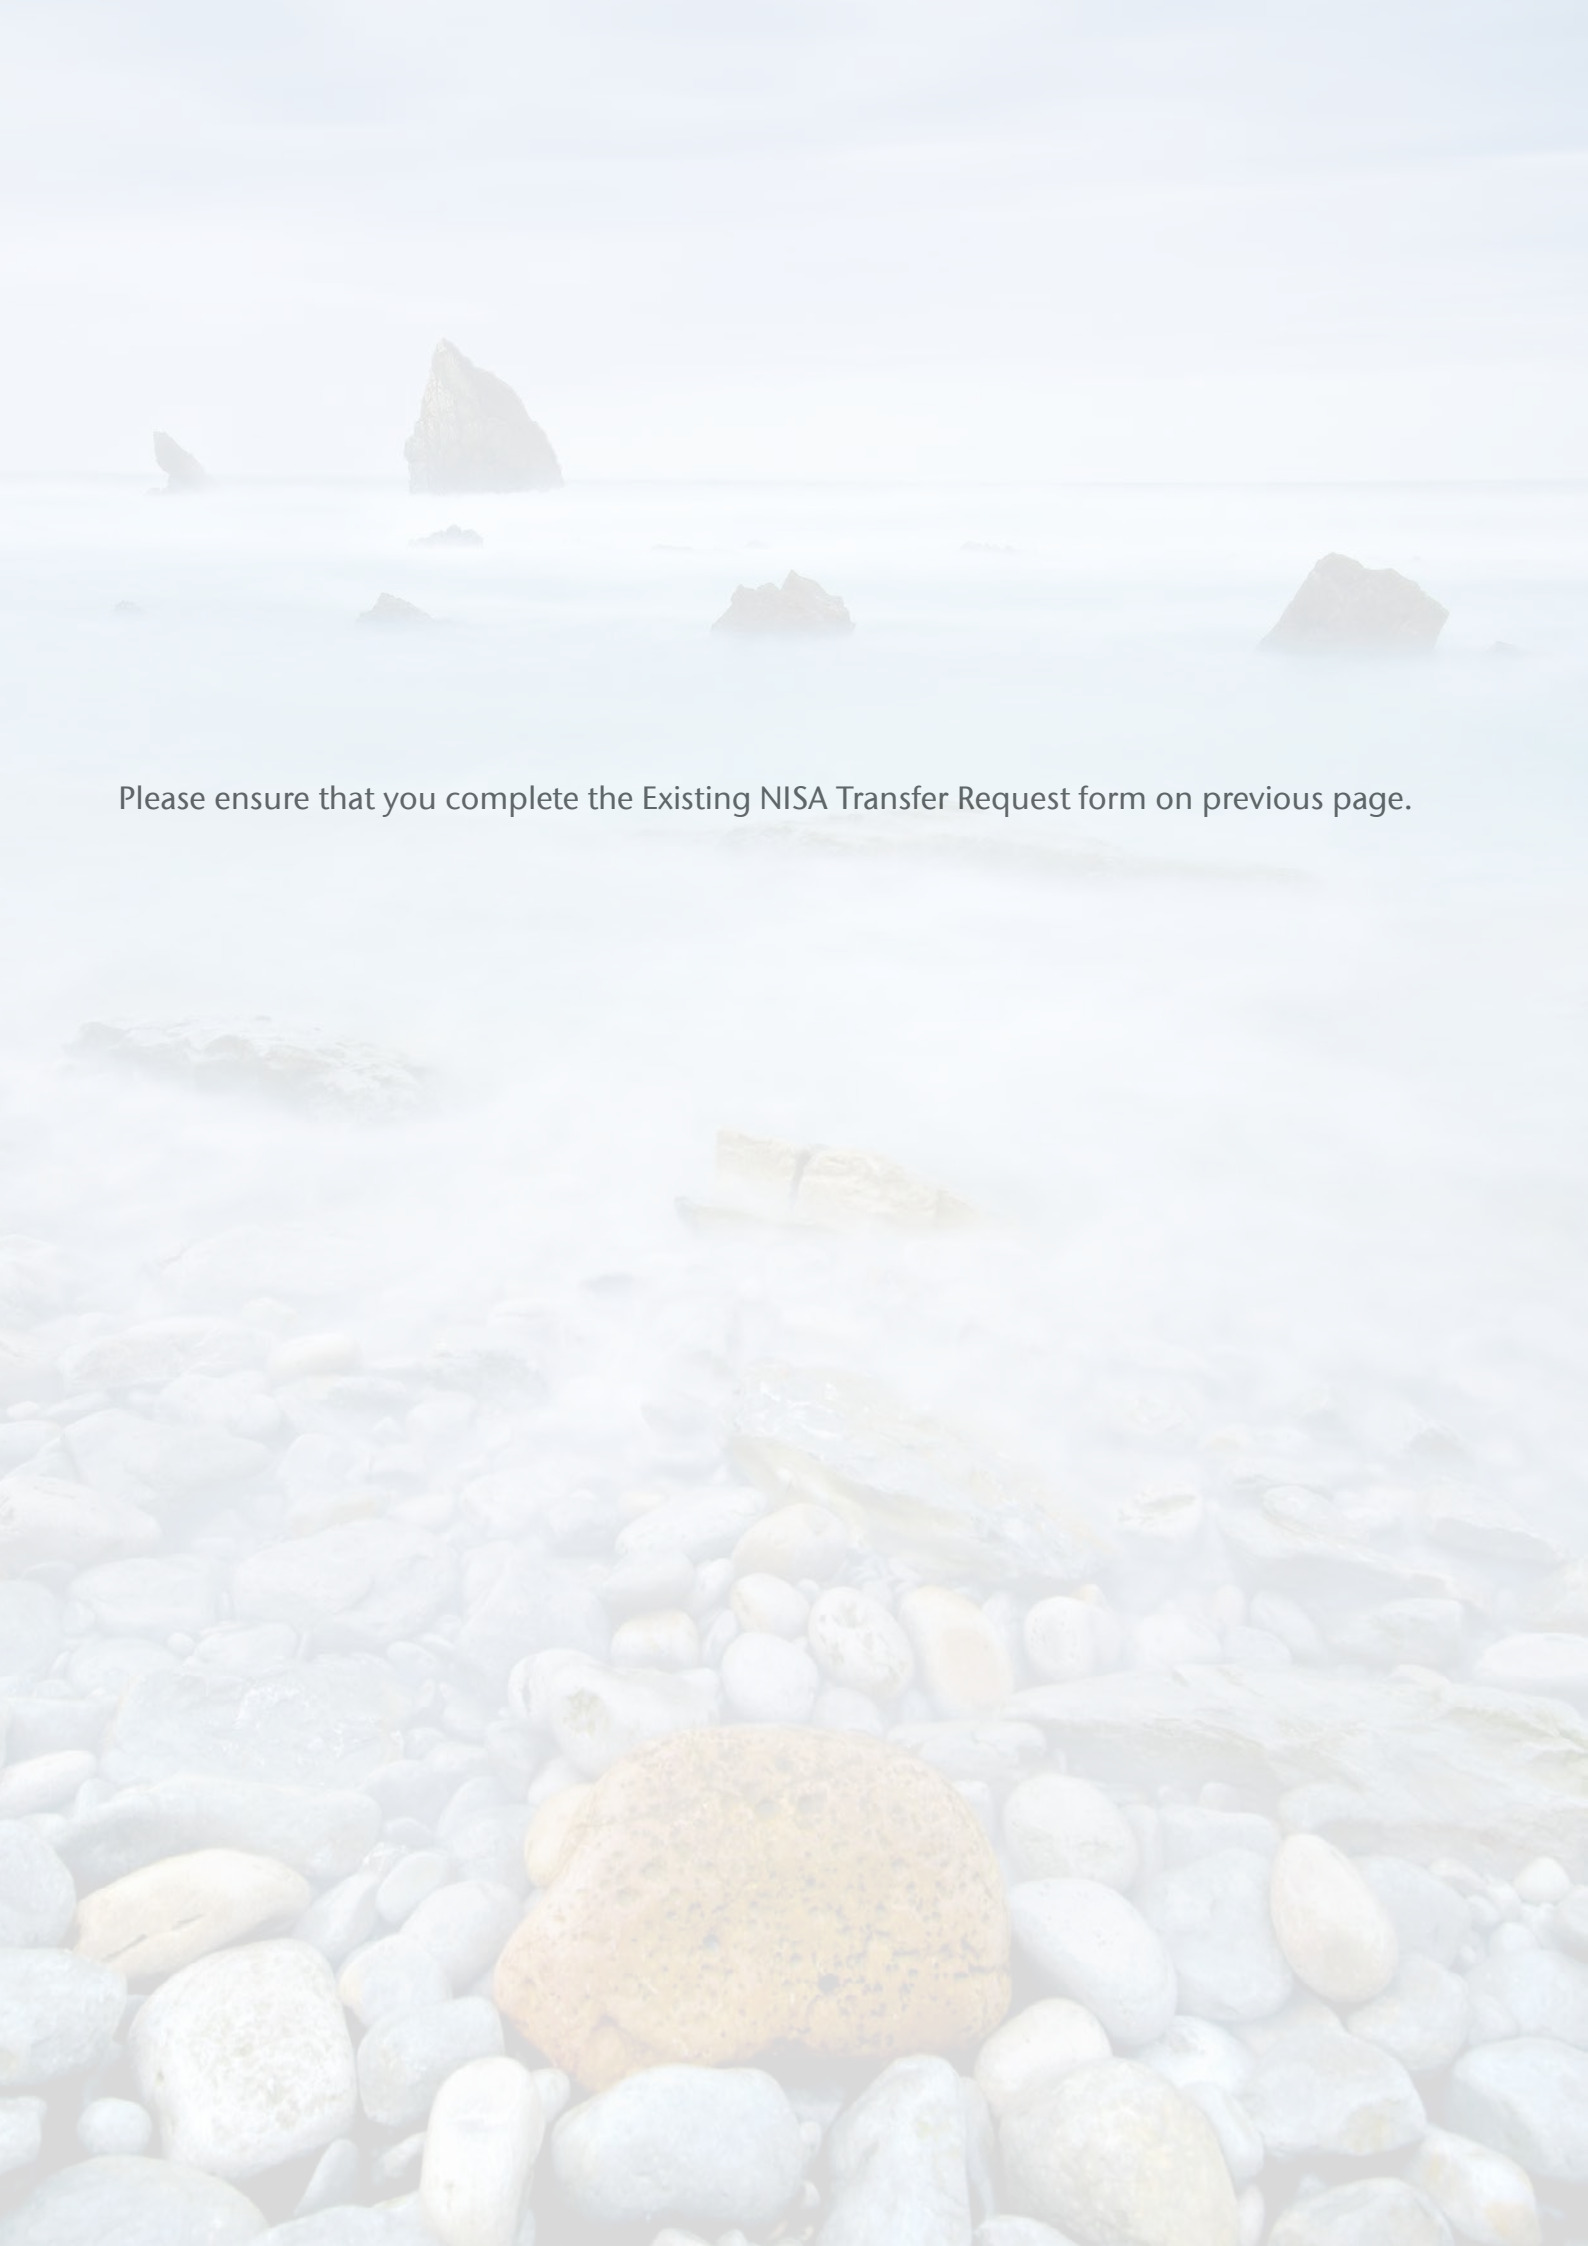 Please ensure that you complete the Existing NISA Transfer Request form on previous page.